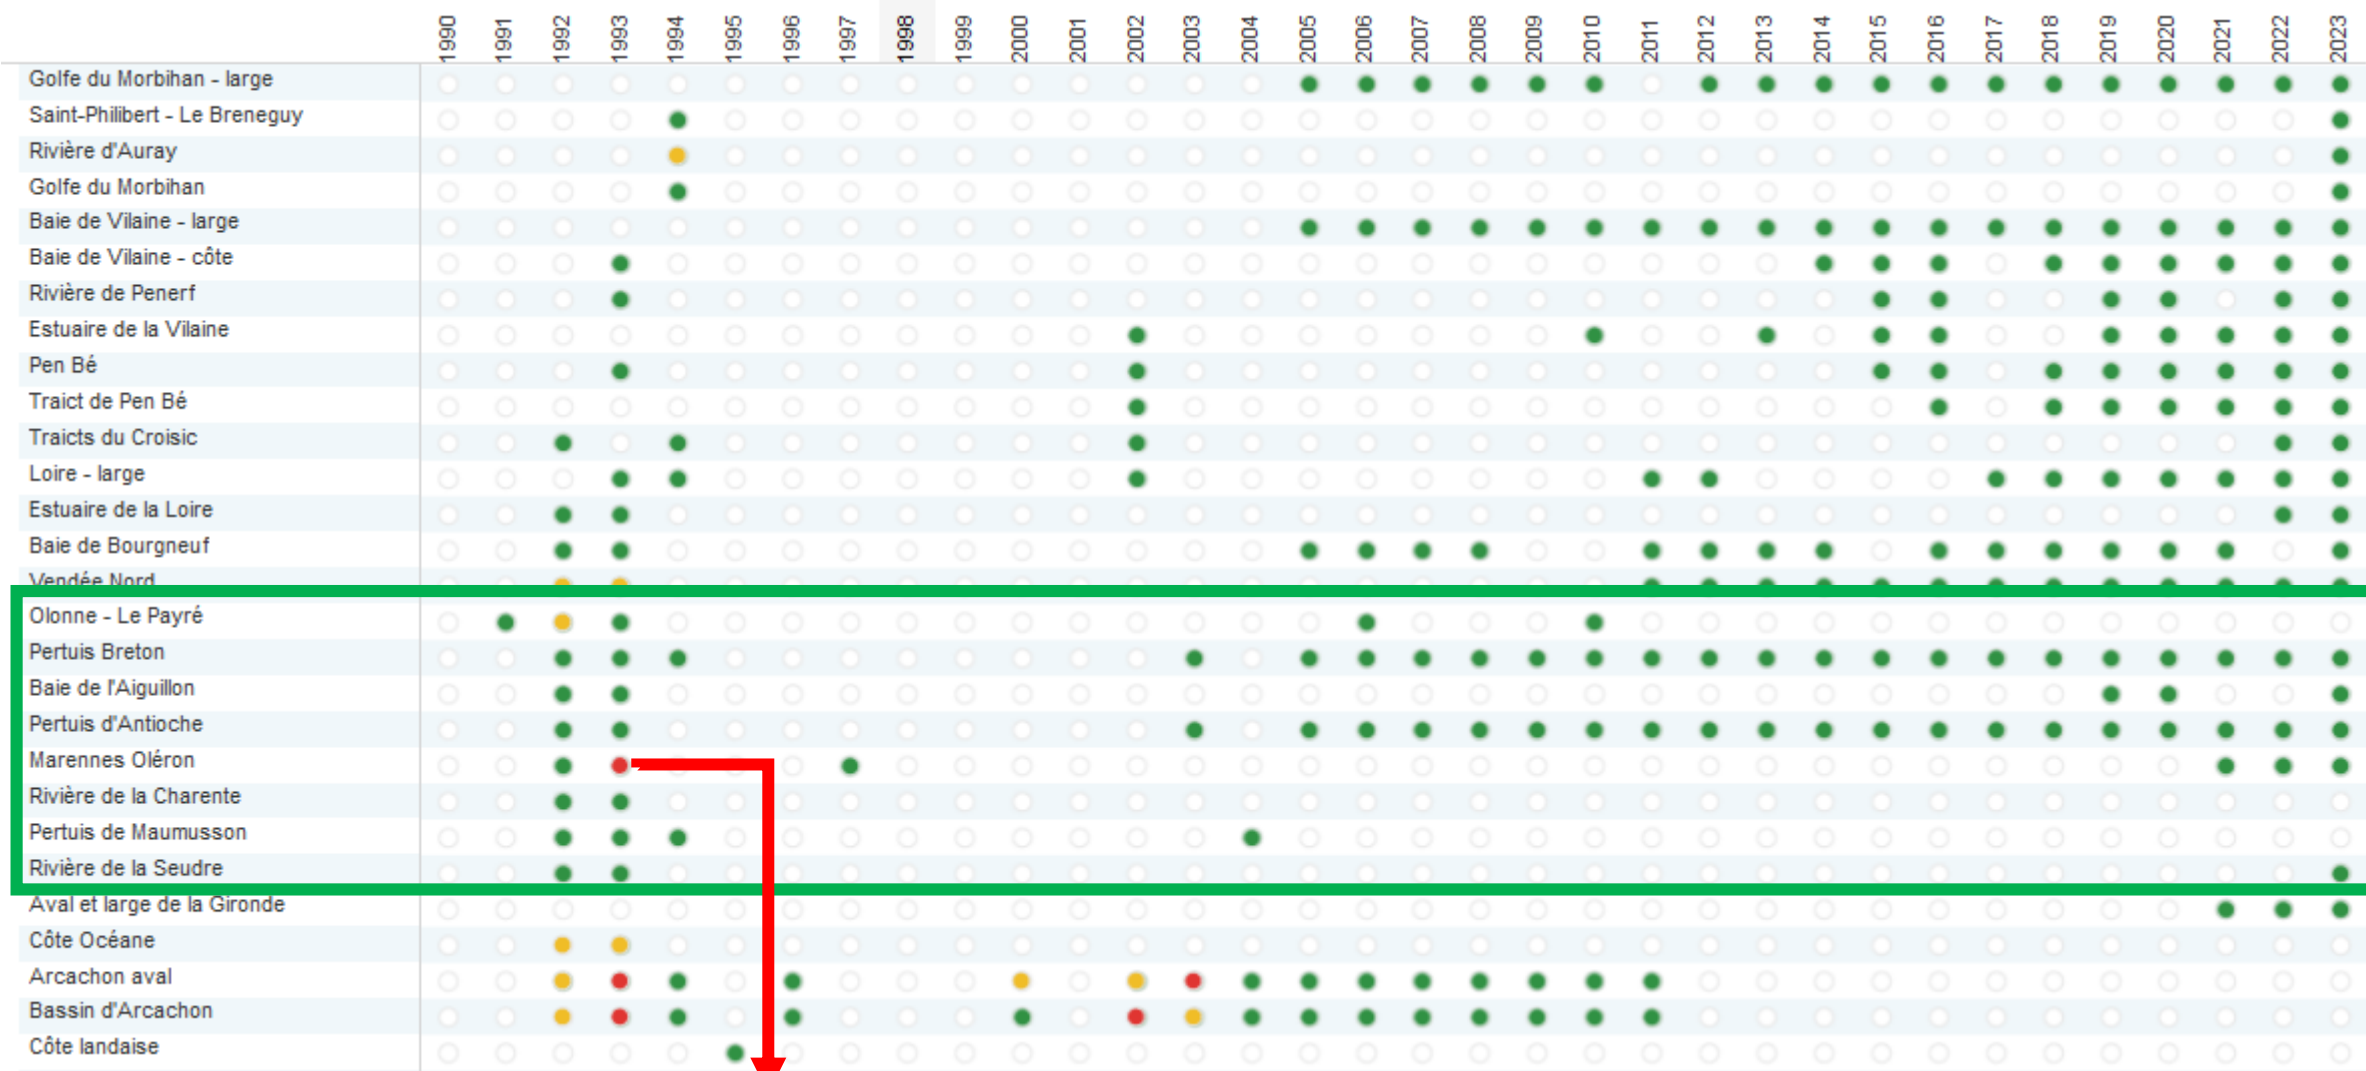 1990 1991 1992 1993 1994 1995 1996 1997 1998 1999 2000 2001 2002 2003 2004 2005 2006 2007 2008 2009 2010 2011 2012 2013 2014 2015 2016 2017 2018 2019 2020 2021 2022 2023
Golfe du Morbihan - large
Saint-Philibert - Le Breneguy
Rivière d'Auray
Golfe du Morbihan
Baie de Vilaine - large
Baie de Vilaine - côte
Rivière de Penerf
Estuaire de la Vilaine
Pen Bé
Traict de Pen Bé
Traicts du Croisic
Loire - large
Estuaire de la Loire
Baie de Bourgneuf
Vendée Nord
Olonne - Le Payré
Pertuis Breton
Baie de l'Aiguillon
Pertuis d'Antioche
Marennes Oléron
Rivière de la Charente
Pertuis de Maumusson
Rivière de la Seudre
Aval et large de la Gironde
Côte Océane
Arcachon aval
Bassin d'Arcachon
Côte landaise